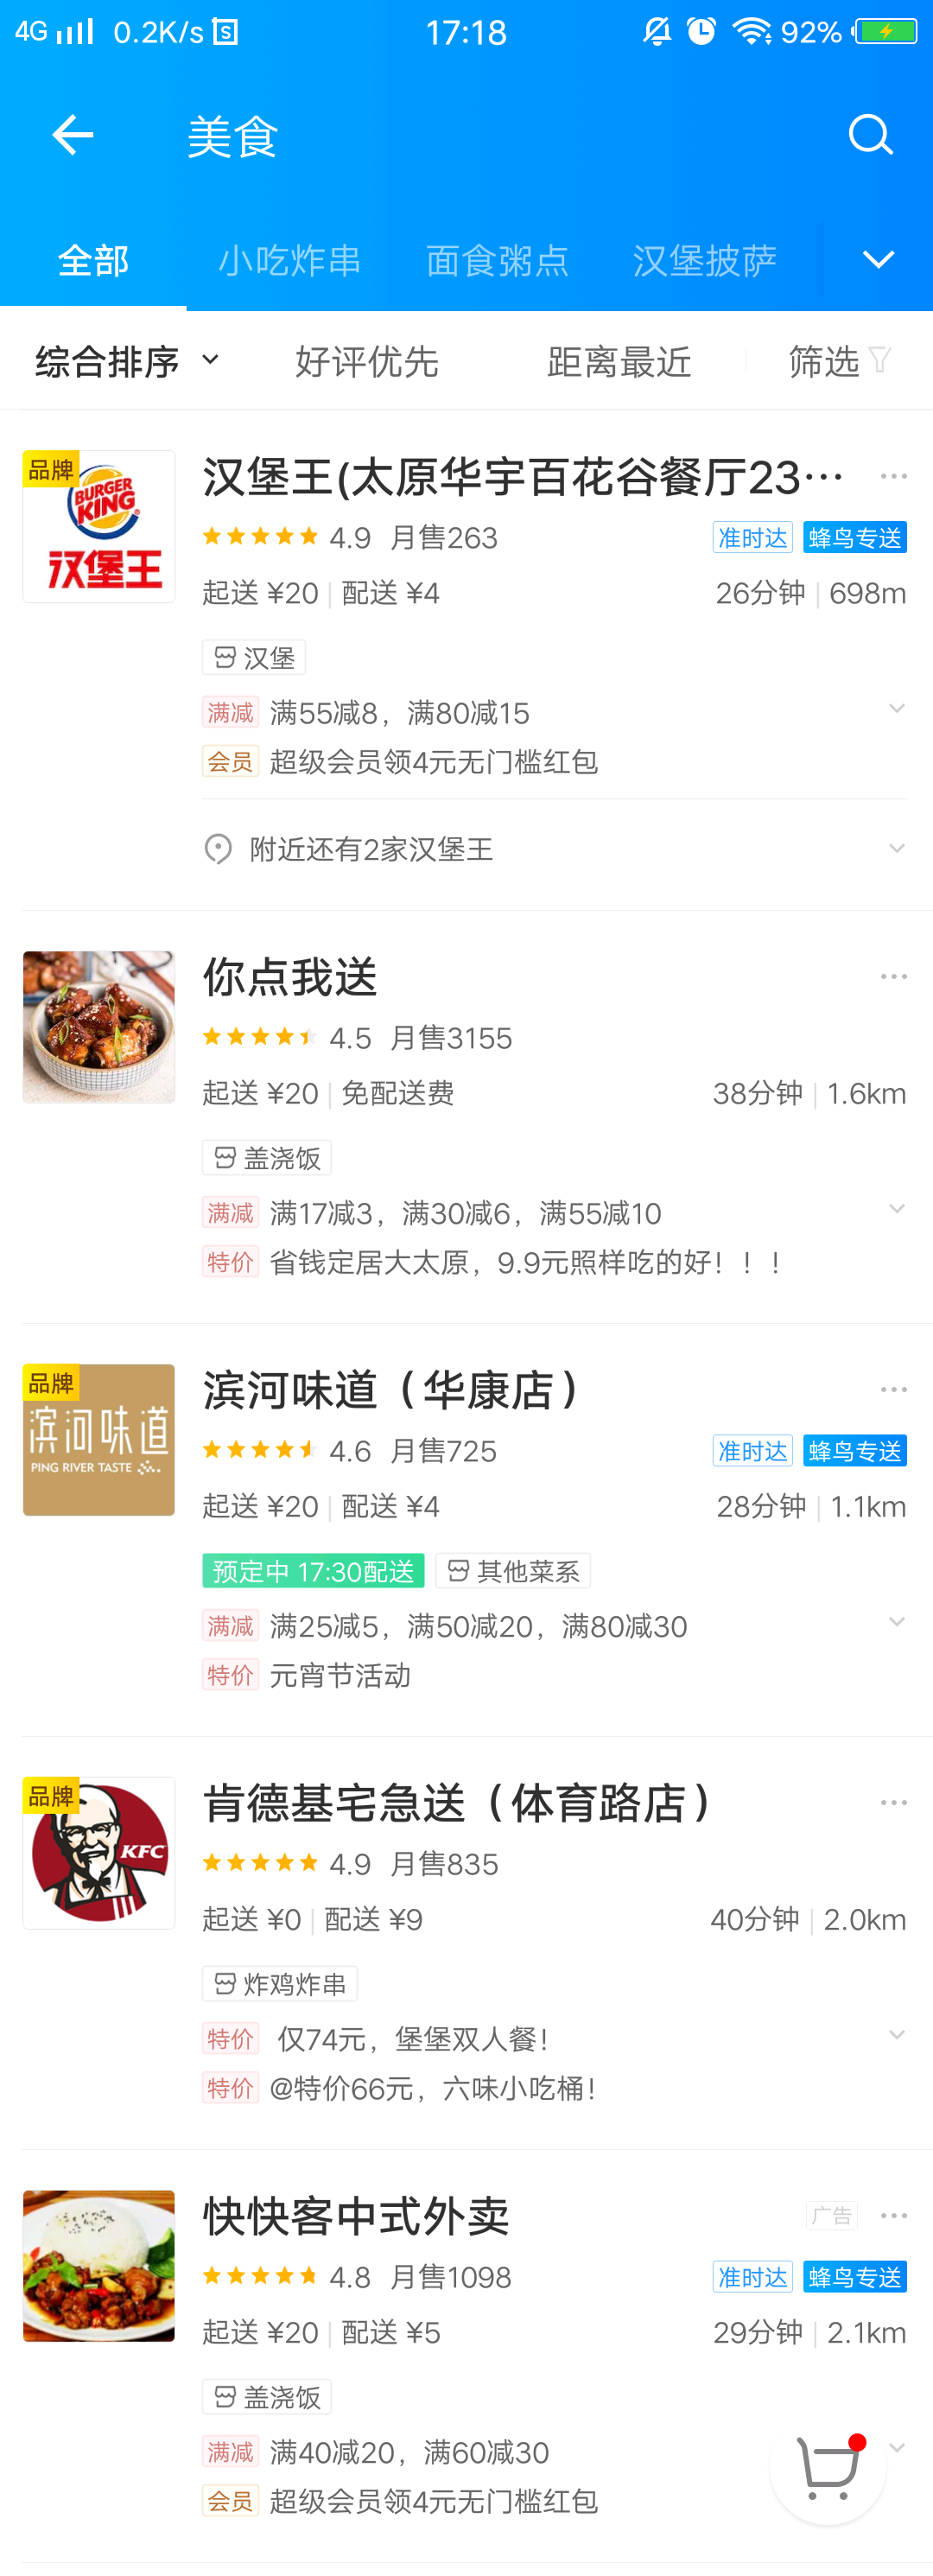 4G 0.2K/s 17:18 92%
美食
全部 小吃炸串 面食粥点 汉堡披萨
综合排序 好评优先 距离最近 筛选
品牌
BURGER KING
汉堡王
汉堡王(太原华宇百花谷餐厅23…
4.9 月售263 准时达 蜂鸟专送
起送 ¥20 | 配送 ¥4 26分钟 | 698m
汉堡
满减 满55减8，满80减15
会员 超级会员领4元无门槛红包
附近还有2家汉堡王
你点我送
4.5 月售3155
起送 ¥20 | 免配送费 38分钟 | 1.6km
盖浇饭
满减 满17减3，满30减6，满55减10
特价 省钱定居大太原，9.9元照样吃的好！！！
品牌
滨河味道
PING RIVER TASTE
滨河味道（华康店）
4.6 月售725 准时达 蜂鸟专送
起送 ¥20 | 配送 ¥4 28分钟 | 1.1km
预定中 17:30配送 其他菜系
满减 满25减5，满50减20，满80减30
特价 元宵节活动
品牌
KFC
肯德基宅急送（体育路店）
4.9 月售835
起送 ¥0 | 配送 ¥9 40分钟 | 2.0km
炸鸡炸串
特价 仅74元，堡堡双人餐！
特价 @特价66元，六味小吃桶！
快快客中式外卖 广告
4.8 月售1098 准时达 蜂鸟专送
起送 ¥20 | 配送 ¥5 29分钟 | 2.1km
盖浇饭
满减 满40减20，满60减30
会员 超级会员领4元无门槛红包